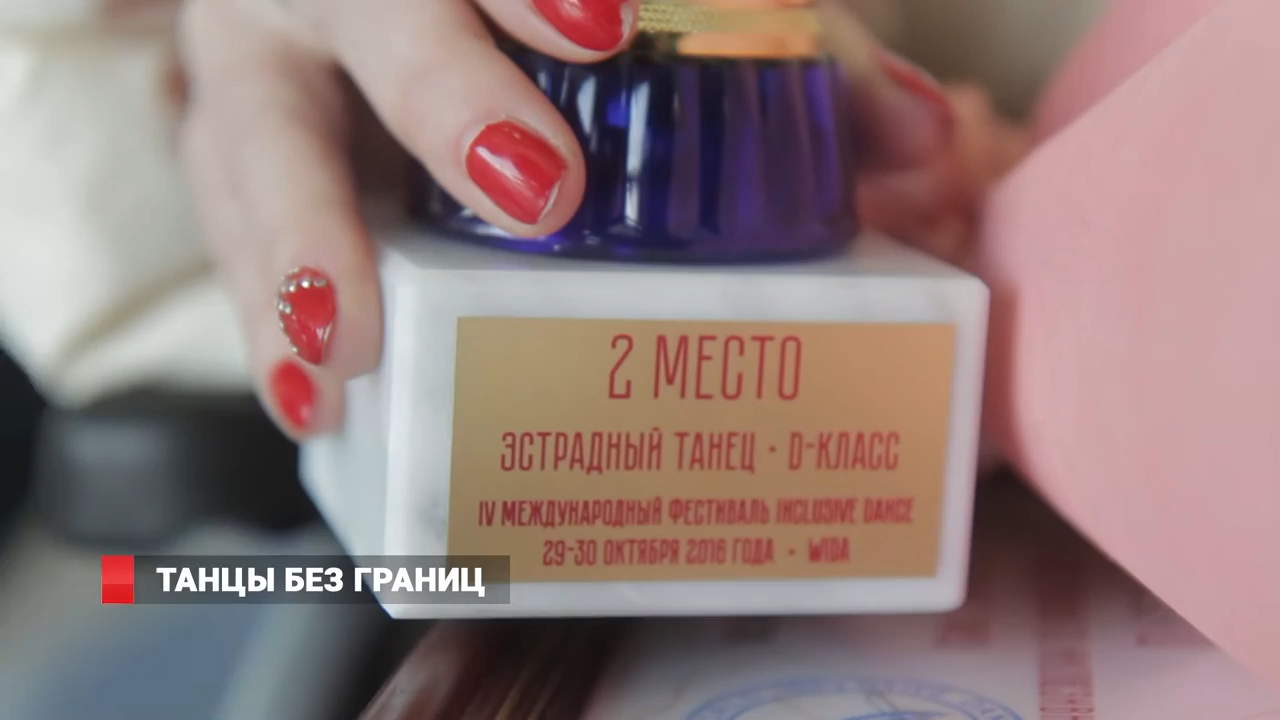 2 МЕСТО
ЭСТРАДНЫЙ ТАНЕЦ · D-КЛАСС
IV МЕЖДУНАРОДНЫЙ ФЕСТИВАЛЬ INCLUSIVE DANCE
29-30 ОКТЯБРЯ 2016 ГОДА · WIDA
ТАНЦЫ БЕЗ ГРАНИЦ